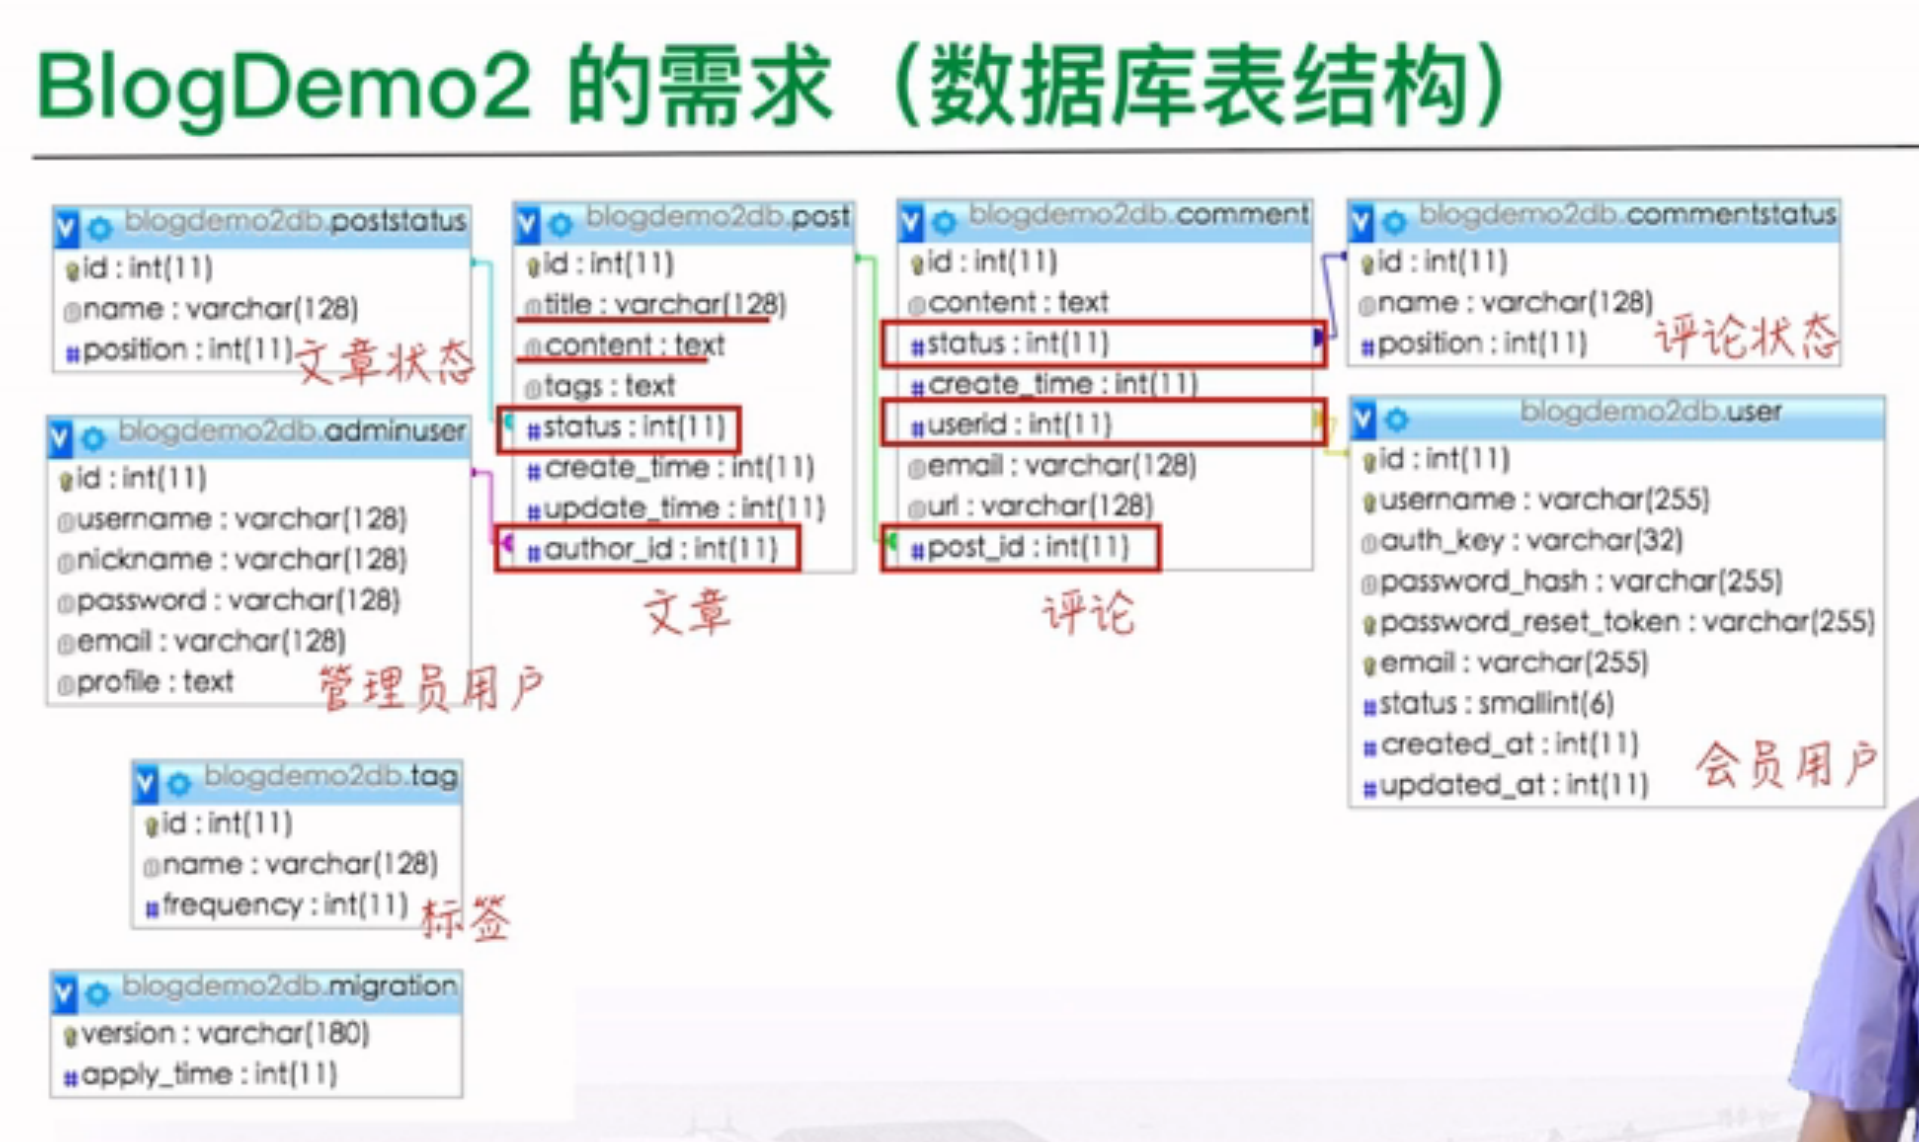 BlogDemo2 的需求（数据库表结构）
blogdemo2db.poststatus
id : int(11)
name : varchar(128)
#position : int(11)
文章状态
blogdemo2db.adminuser
id : int(11)
username : varchar(128)
nickname : varchar(128)
password : varchar(128)
email : varchar(128)
profile : text
管理员用户
blogdemo2db.tag
id : int(11)
name : varchar(128)
#frequency : int(11)
标签
blogdemo2db.migration
version : varchar(180)
#apply_time : int(11)
blogdemo2db.post
id : int(11)
title : varchar(128)
content : text
tags : text
#status : int(11)
#create_time : int(11)
#update_time : int(11)
#author_id : int(11)
文章
blogdemo2db.comment
id : int(11)
content : text
#status : int(11)
#create_time : int(11)
#userid : int(11)
email : varchar(128)
url : varchar(128)
#post_id : int(11)
评论
blogdemo2db.commentstatus
id : int(11)
name : varchar(128)
#position : int(11)
评论状态
blogdemo2db.user
id : int(11)
username : varchar(255)
auth_key : varchar(32)
password_hash : varchar(255)
password_reset_token : varchar(255)
email : varchar(255)
#status : smallint(6)
#created_at : int(11)
#updated_at : int(11)
会员用户